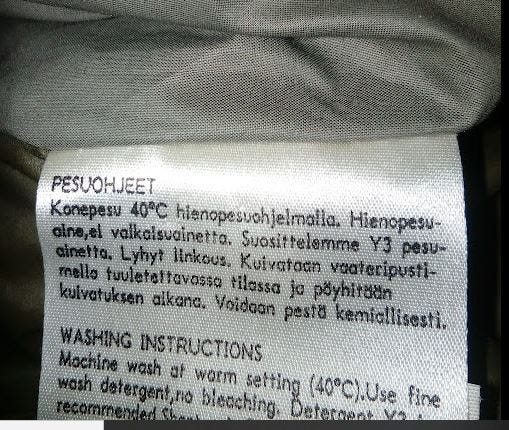 PESUOHJEET
Konepesu 40°C hienopesuohjelmalla. Hienopesu-
aine,ei valkaisuainetta. Suosittelemme Y3 pesu-
ainetta. Lyhyt linkous. Kuivataan vaateripusti-
mella tuuletettavassa tilassa ja pöyhitään
kuivatuksen aikana. Voidaan pestä kemiallisesti.
WASHING INSTRUCTIONS
Machine wash at warm setting (40°C).Use fine
wash detergent,no bleaching. Detergent Y3
recommended